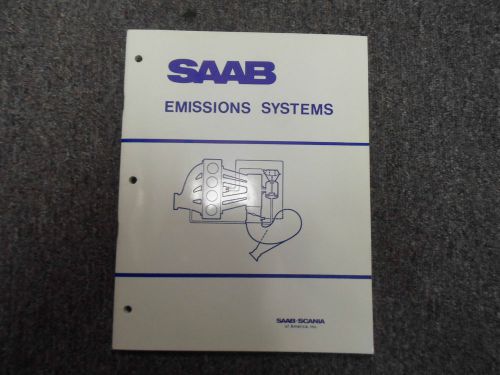 SAAB
EMISSIONS SYSTEMS
SAAB-SCANIA
of America, Inc.